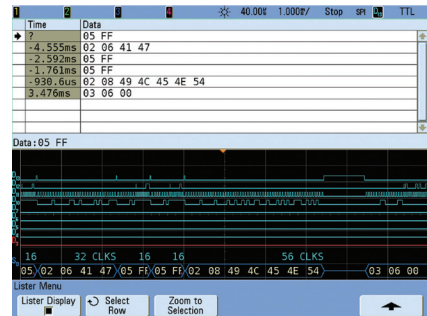 1 2 3 4 40.00% 1.000%/ Stop SPI TTL
Time Data
? 05 FF
-4.555ms 02 06 41 47
-2.592ms 05 FF
-1.761ms 05 FF
-930.6us 02 08 49 4C 45 4E 54
3.476ms 03 06 00
Data:05 FF
16 32 CLKS 16 16 56 CLKS
05 02 06 41 47 05 FF 05 FF 02 08 49 4C 45 4E 54 03 06 00
Lister Menu
Lister Display Select Row Zoom to Selection